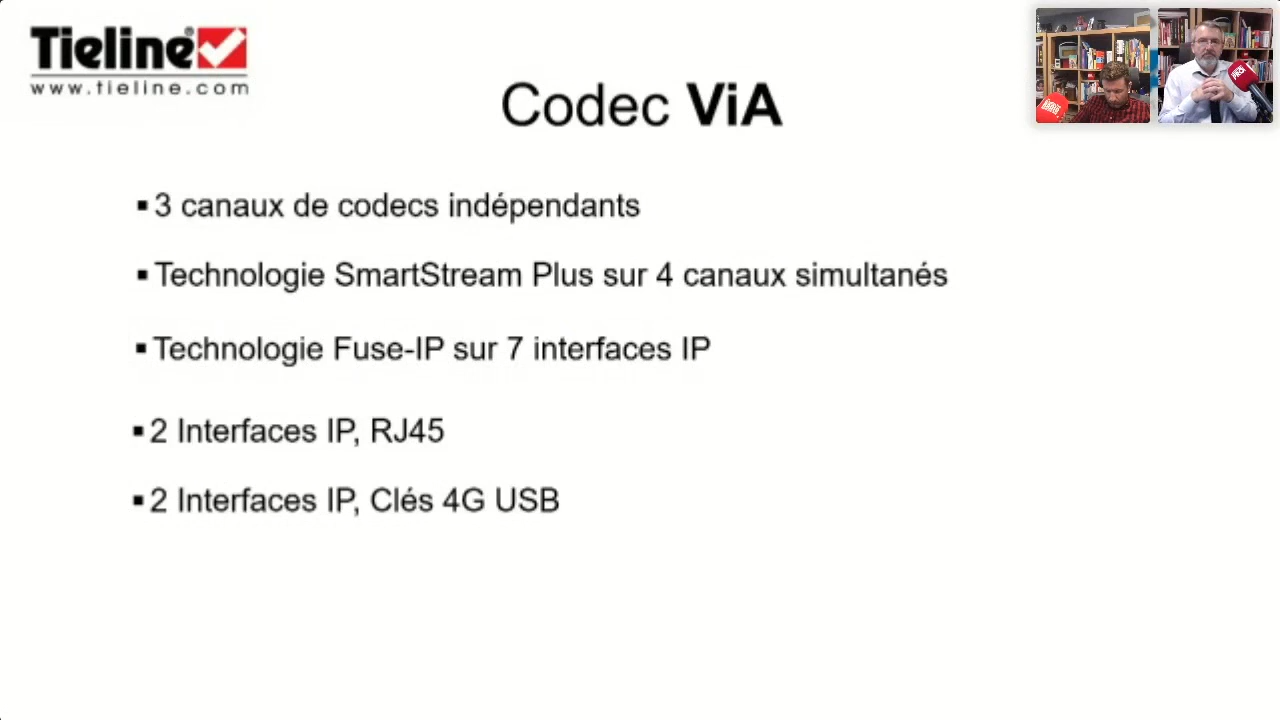 Tieline
www.tieline.com
Codec ViA
▪3 canaux de codecs indépendants
▪Technologie SmartStream Plus sur 4 canaux simultanés
▪Technologie Fuse-IP sur 7 interfaces IP
▪2 Interfaces IP, RJ45
▪2 Interfaces IP, Clés 4G USB